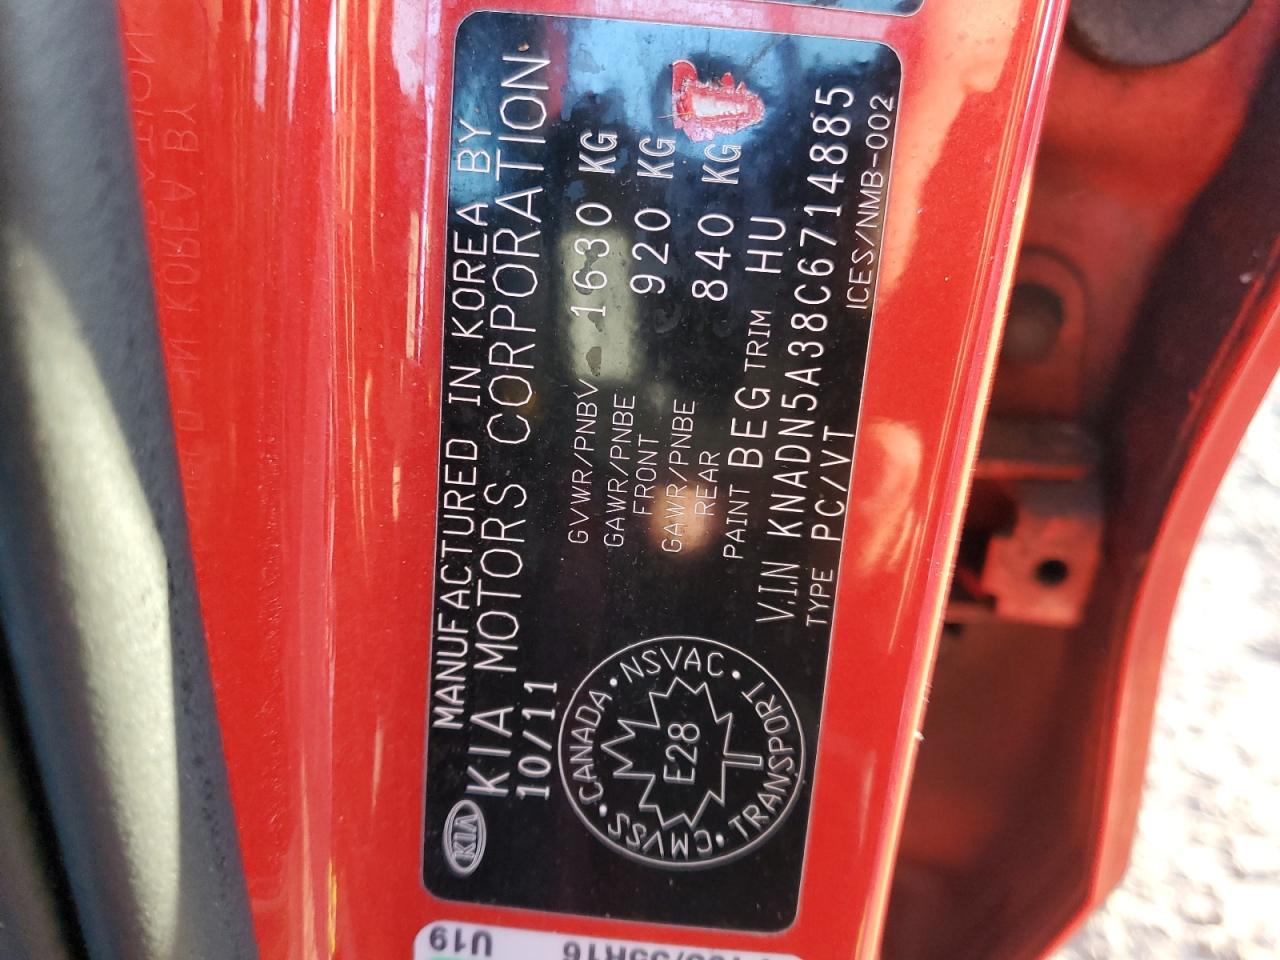 KIA
MANUFACTURED IN KOREA BY
KIA MOTORS CORPORATION.
10/11
GVWR/PNBV 1630 KG
GAWR/PNBE FRONT 920 KG
GAWR/PNBE REAR 840 KG
PAINT BEG TRIM HU
V.I.N KNADN5A38C6714885
TYPE PC/VT
ICES/NMB-002
CANADA • NSVAC • TRANSPORT • CMVSS •
E28
U19
/55R16